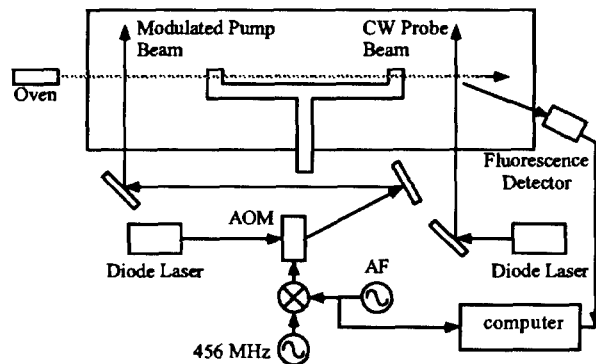 Modulated Pump
Beam
CW Probe
Beam
Oven
Fluorescence
Detector
AOM
Diode Laser
AF
Diode Laser
computer
456 MHz